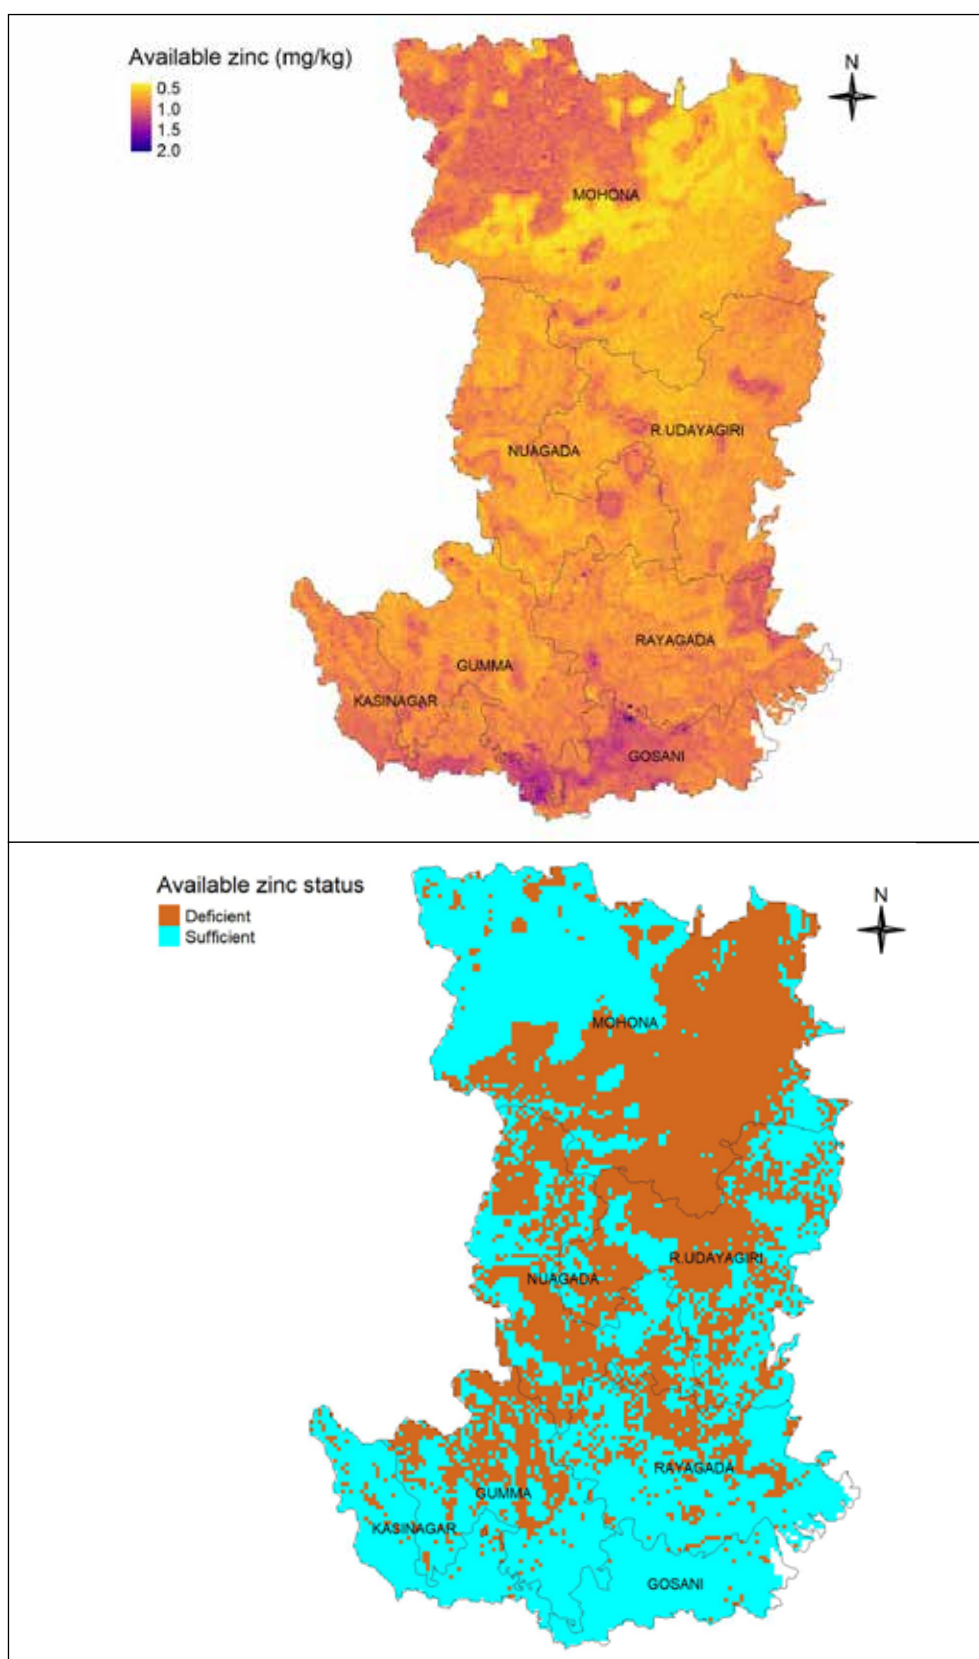 Available zinc (mg/kg)
0.5
1.0
1.5
2.0
N
MOHONA
R.UDAYAGIRI
NUAGADA
RAYAGADA
GUMMA
KASINAGAR
GOSANI
Available zinc status
Deficient
Sufficient
N
MOHONA
R.UDAYAGIRI
NUAGADA
RAYAGADA
GUMMA
KASINAGAR
GOSANI